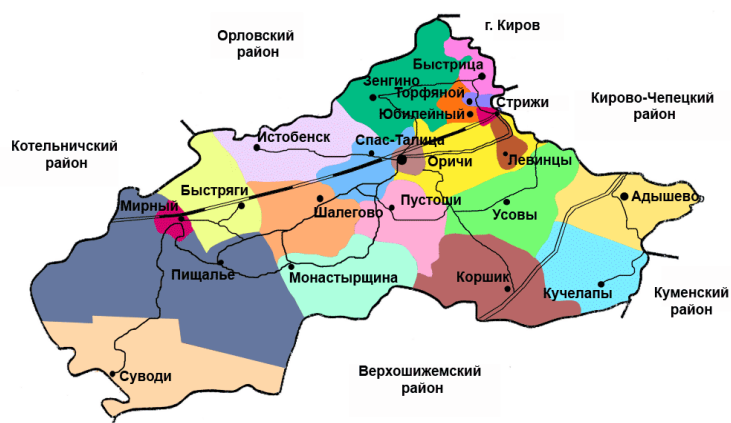 г. Киров
Орловский
район
Быстрица
Зенгино
Торфяной
Стрижи
Кирово-Чепецкий
район
Юбилейный
Котельничский
район
Истобенск
Спас-Талица
Оричи
Левинцы
Быстряги
Мирный
Шалегово
Пустоши
Усовы
Адышево
Пищалье
Монастырщина
Коршик
Кучелапы
Куменский
район
Суводи
Верхошижемский
район